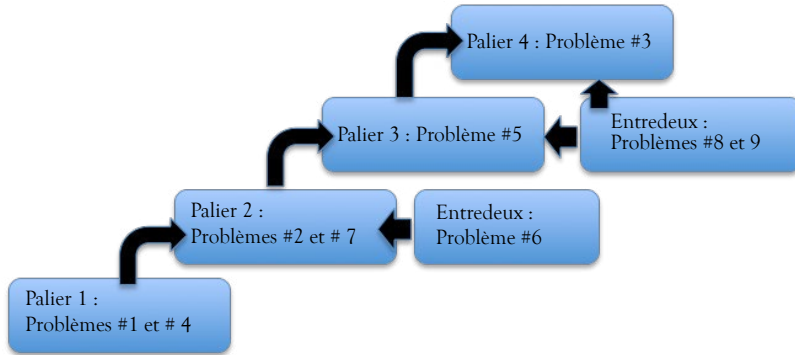 Palier 4 : Problème #3
Palier 3 : Problème #5
Entredeux :
Problèmes #8 et 9
Palier 2 :
Problèmes #2 et # 7
Entredeux :
Problème #6
Palier 1 :
Problèmes #1 et # 4